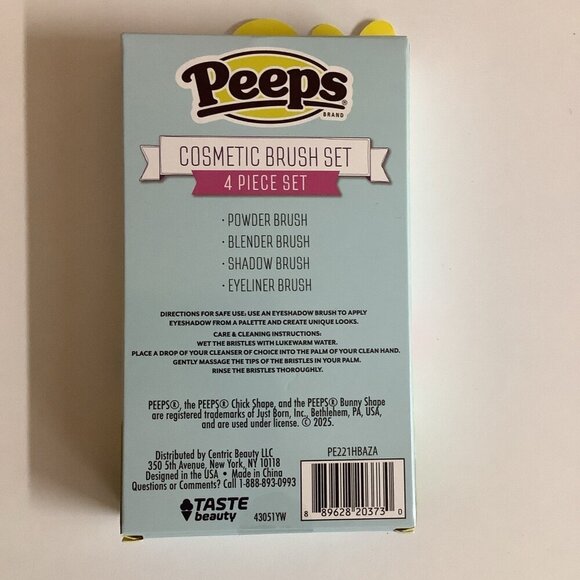 Peeps®
BRAND
COSMETIC BRUSH SET
4 PIECE SET
· POWDER BRUSH
· BLENDER BRUSH
· SHADOW BRUSH
· EYELINER BRUSH
DIRECTIONS FOR SAFE USE: USE AN EYESHADOW BRUSH TO APPLY
EYESHADOW FROM A PALETTE AND CREATE UNIQUE LOOKS.
CARE & CLEANING INSTRUCTIONS:
WET THE BRISTLES WITH LUKEWARM WATER.
PLACE A DROP OF YOUR CLEANSER OF CHOICE INTO THE PALM OF YOUR CLEAN HAND.
GENTLY MASSAGE THE TIPS OF THE BRISTLES IN YOUR PALM.
RINSE THE BRISTLES THOROUGHLY.
PEEPS®, the PEEPS® Chick Shape, and the PEEPS® Bunny Shape
are registered trademarks of Just Born, Inc., Bethlehem, PA, USA,
and are used under license. © 2025.
Distributed by Centric Beauty LLC
350 5th Avenue, New York, NY 10118
Designed in the USA • Made in China
Questions or Comments? Call 1-888-893-0993
TASTE
beauty
43051YW
PE221HBAZA
8 89628 20373 0